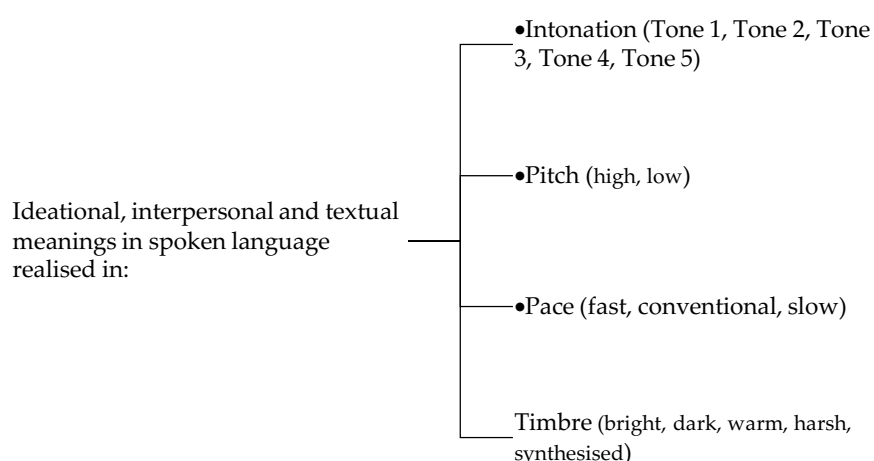 •Intonation (Tone 1, Tone 2, Tone
3, Tone 4, Tone 5)
•Pitch (high, low)
Ideational, interpersonal and textual
meanings in spoken language
realised in:
•Pace (fast, conventional, slow)
Timbre (bright, dark, warm, harsh,
synthesised)